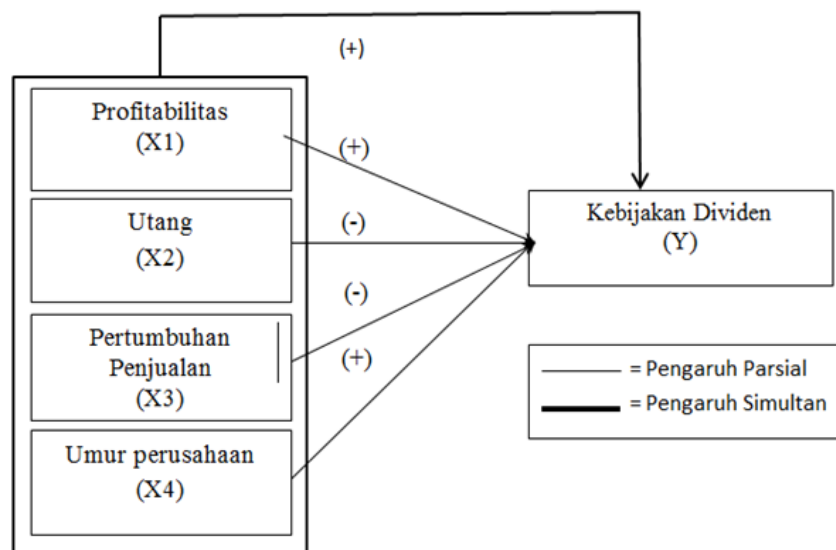 (+)
Profitabilitas
(X1)
(+)
Utang
(X2)
(-)
Kebijakan Dividen
(Y)
(-)
Pertumbuhan
Penjualan
(X3)
(+)
= Pengaruh Parsial
= Pengaruh Simultan
Umur perusahaan
(X4)